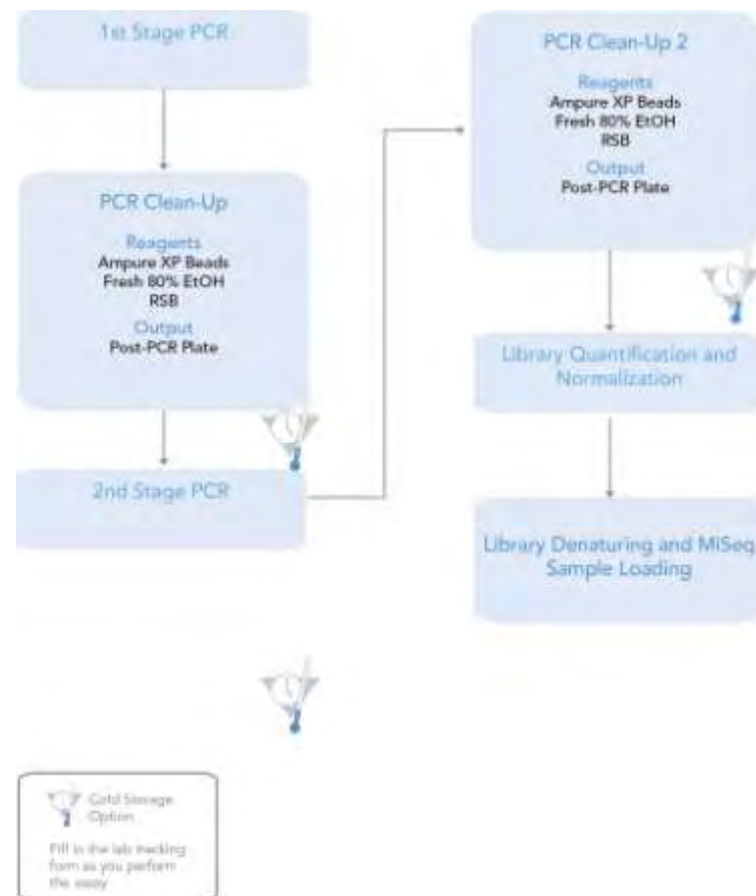 1st Stage PCR
PCR Clean-Up
Reagents
Ampure XP Beads
Fresh 80% EtOH
RSB
Output
Post-PCR Plate
2nd Stage PCR
PCR Clean-Up 2
Reagents
Ampure XP Beads
Fresh 80% EtOH
RSB
Output
Post-PCR Plate
Library Quantification and
Normalization
Library Denaturing and MiSeq
Sample Loading
Cold Storage
Option
Fill in the lab tracking
form as you perform
the assay